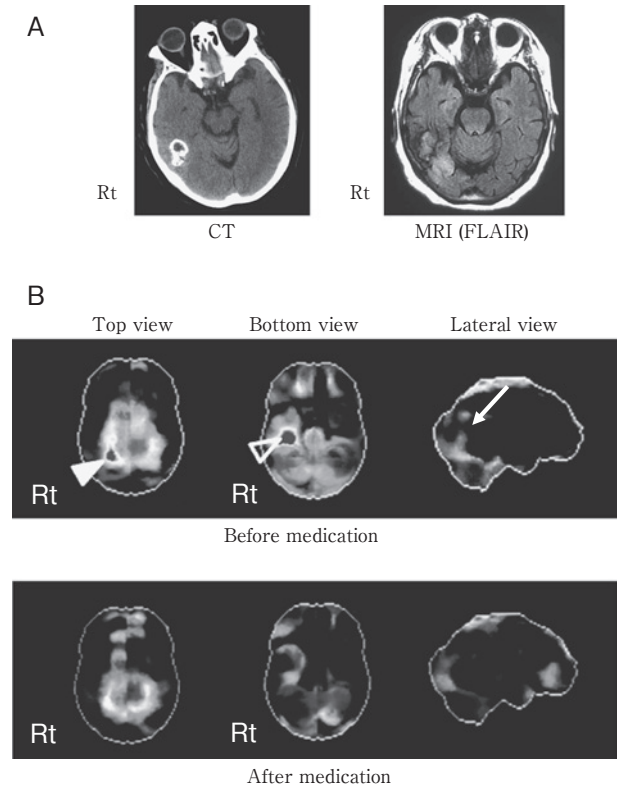 A
Rt
Rt
CT
MRI (FLAIR)
B
Top view
Bottom view
Lateral view
Rt
Rt
Before medication
Rt
Rt
After medication